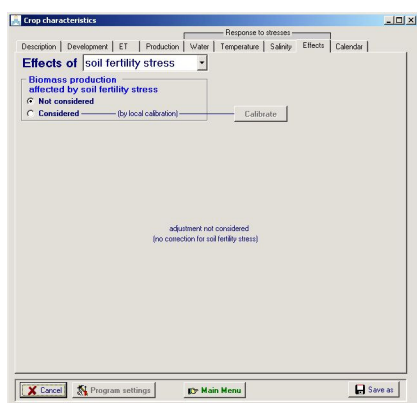 Crop characteristics
Response to stresses
Description Development ET Production Water Temperature Salinity Effects Calendar
Effects of soil fertility stress
Biomass production
affected by soil fertility stress
Not considered
Considered (by local calibration) Calibrate
adjustment not considered
(no correction for soil fertility stress)
Cancel Program settings Main Menu Save as